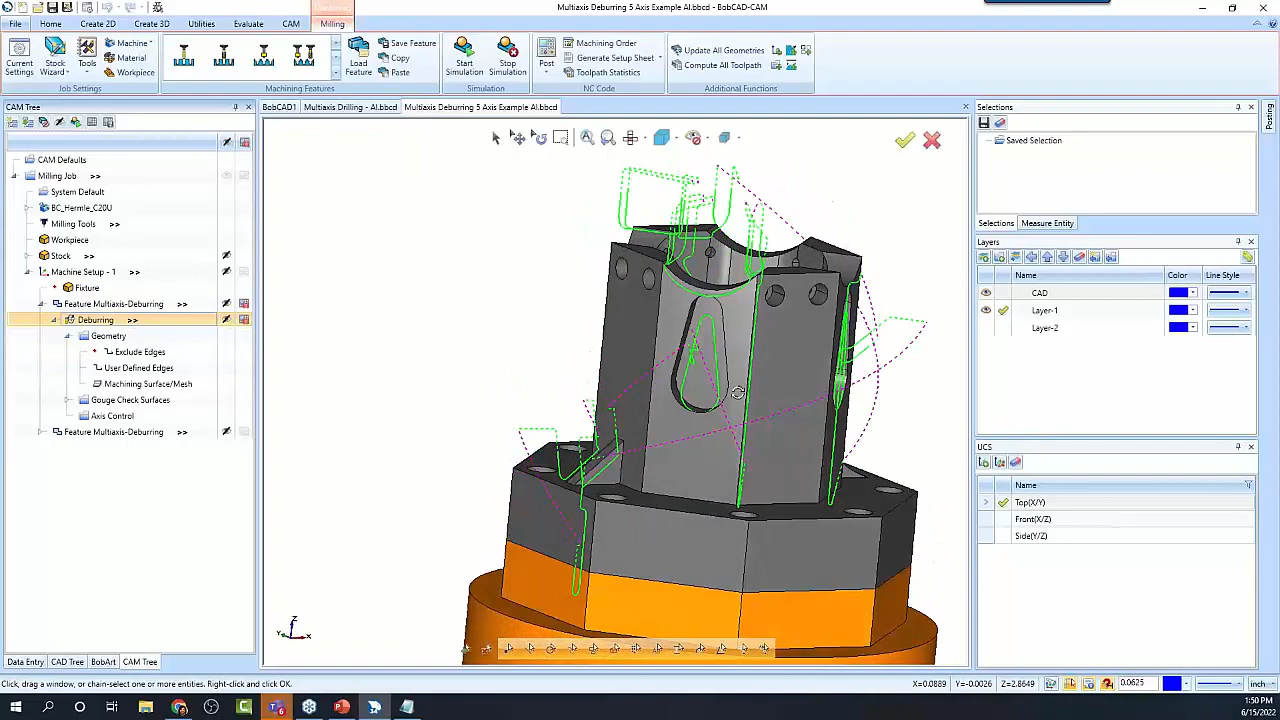 Multiaxis Deburring 5 Axis Example AI.bbcd - BobCAD-CAM
File Home Create 2D Create 3D Utilities Evaluate CAM Milling
Current Settings Stock Wizard Tools Machine Material Workpiece
Load Feature Save Feature Copy Paste
Start Simulation Stop Simulation
Post Machining Order Generate Setup Sheet Toolpath Statistics
Update All Geometries Compute All Toolpath
Job Settings Machining Features Simulation NC Code Additional Functions
CAM Tree
BobCAD1 Multiaxis Drilling - AI.bbcd Multiaxis Deburring 5 Axis Example AI.bbcd
CAM Defaults
Milling Job >>
System Default
BC_Hermle_C20U
Milling Tools >>
Workpiece
Stock >>
Machine Setup - 1 >>
Fixture
Feature Multiaxis-Deburring >>
Deburring >>
Geometry
Exclude Edges
User Defined Edges
Machining Surface/Mesh
Gouge Check Surfaces
Axis Control
Feature Multiaxis-Deburring >>
Data Entry CAD Tree BobArt CAM Tree
Z
Y X
Selections
Saved Selection
Selections Measure Entity
Posting
Layers
Name Color Line Style
CAD
Layer-1
Layer-2
UCS
Name
Top(X/Y)
Front(X/Z)
Side(Y/Z)
Click, drag a window, or chain-select one or more entities. Right-click and click OK.
X=0.0889 Y=-0.0026 Z=2.8649 0.0625 inch
1:50 PM
6/15/2022